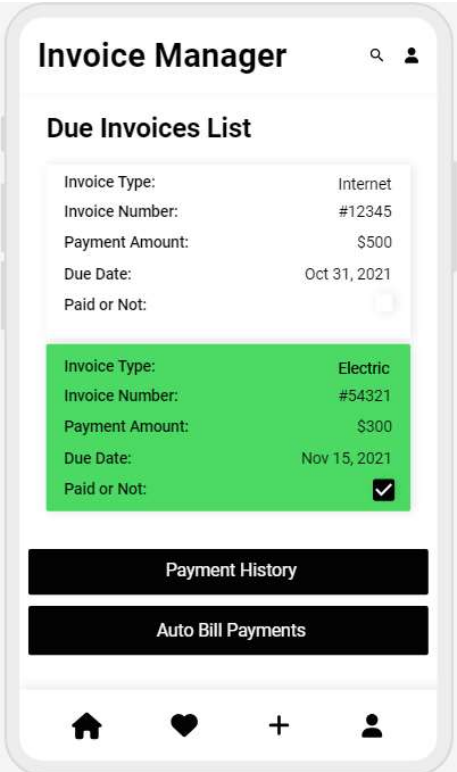 Invoice Manager
Due Invoices List
Invoice Type: Internet
Invoice Number: #12345
Payment Amount: $500
Due Date: Oct 31, 2021
Paid or Not:
Invoice Type: Electric
Invoice Number: #54321
Payment Amount: $300
Due Date: Nov 15, 2021
Paid or Not:
Payment History
Auto Bill Payments